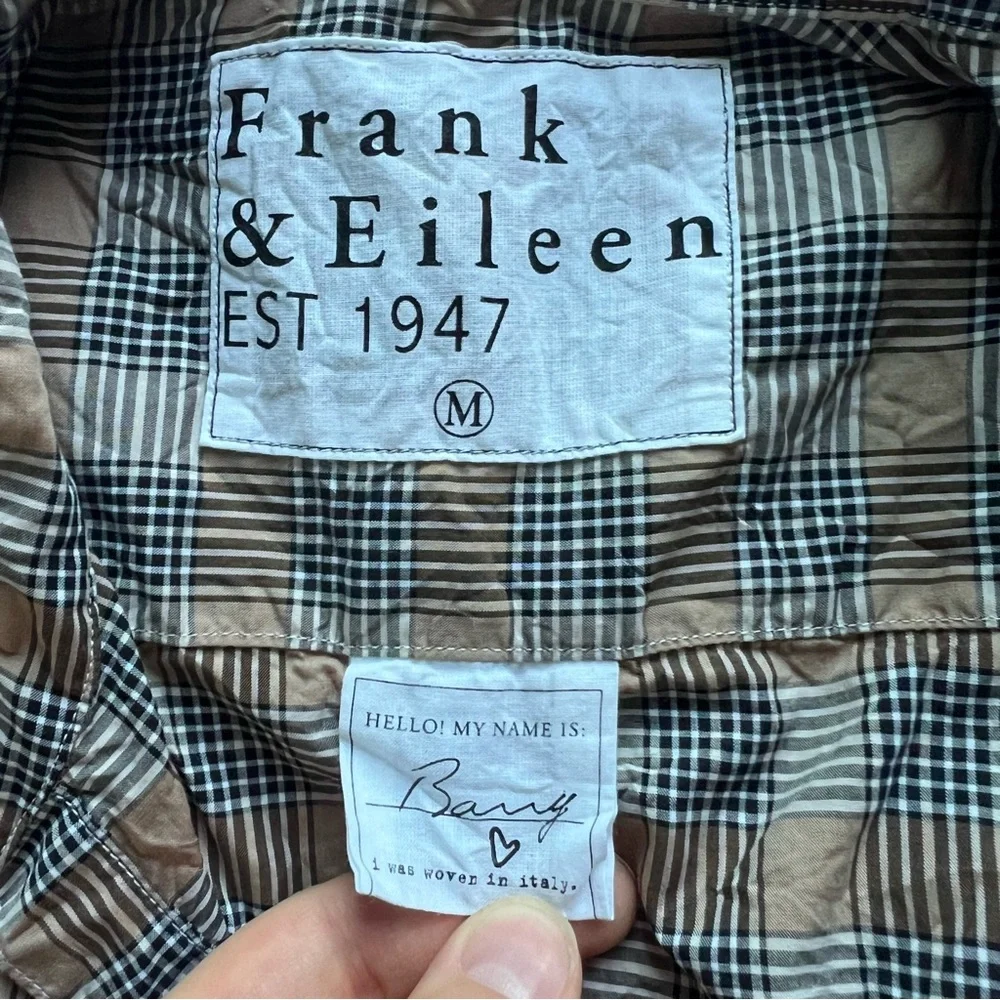 Frank
& Eileen
EST 1947
M
HELLO! MY NAME IS:
Barry
i was woven in italy.